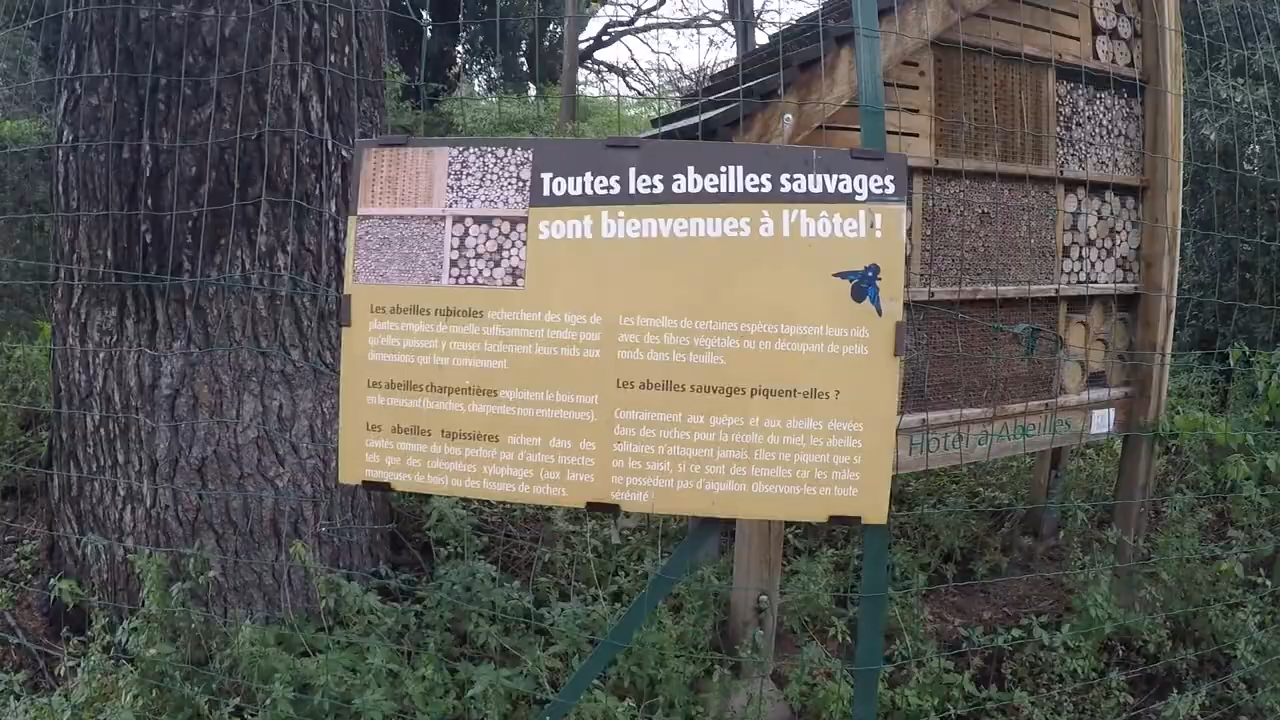 Toutes les abeilles sauvages
sont bienvenues à l'hôtel !
Les abeilles rubicoles recherchent des tiges de
plantes emplies de moelle suffisamment tendre pour
qu'elles puissent y creuser facilement leurs nids aux
dimensions qui leur conviennent.
Les abeilles charpentières exploitent le bois mort
en le creusant (branches, charpentes non entretenues).
Les abeilles tapissières nichent dans des
cavités comme du bois perforé par d'autres insectes
tels que des coléoptères xylophages (aux larves
mangeuses de bois) ou des fissures de rochers.
Les femelles de certaines espèces tapissent leurs nids
avec des fibres végétales ou en découpant de petits
ronds dans les feuilles.
Les abeilles sauvages piquent-elles ?
Contrairement aux guêpes et aux abeilles élevées
dans des ruches pour la récolte du miel, les abeilles
solitaires n'attaquent jamais. Elles ne piquent que si
on les saisit, si ce sont des femelles car les mâles
ne possèdent pas d'aiguillon. Observons-les en toute
sérénité !
Hôtel à Abeilles